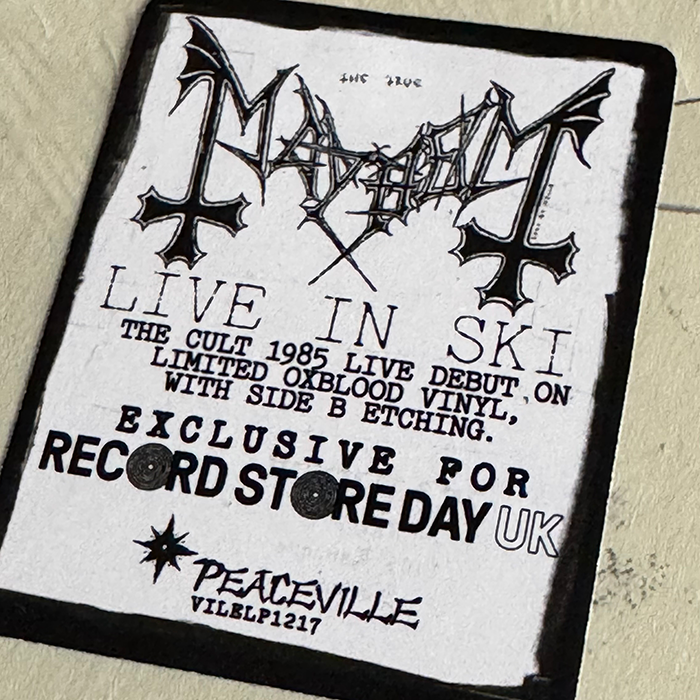 THE TRUE
MAYHEM
LIVE IN SKI
THE CULT 1985 LIVE DEBUT ON
LIMITED OXBLOOD VINYL,
WITH SIDE B ETCHING.
EXCLUSIVE FOR
RECORD STORE DAY UK
PEACEVILLE
VILELP1217